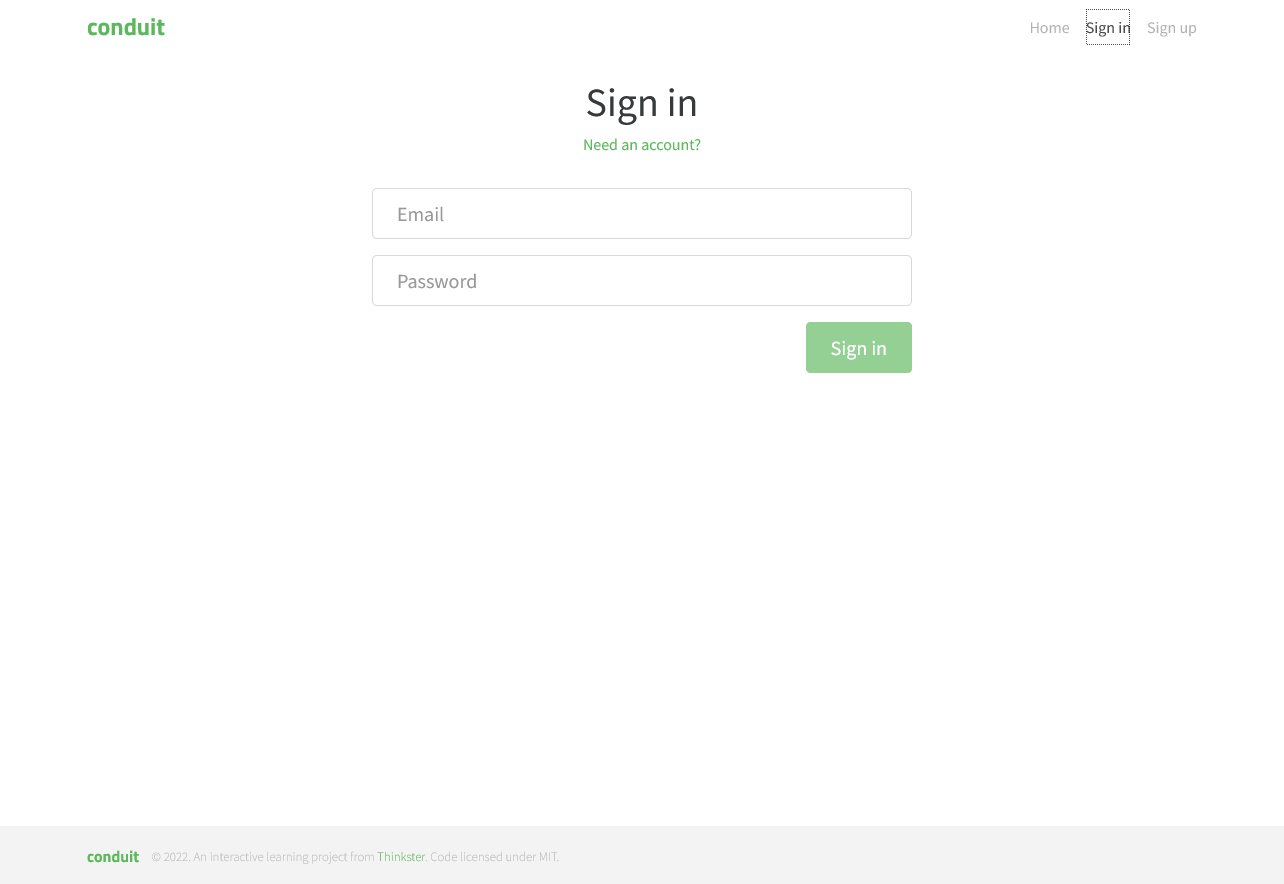 conduit
Home Sign in Sign up
Sign in
Need an account?
Email
Password
Sign in
conduit © 2022. An interactive learning project from Thinkster. Code licensed under MIT.